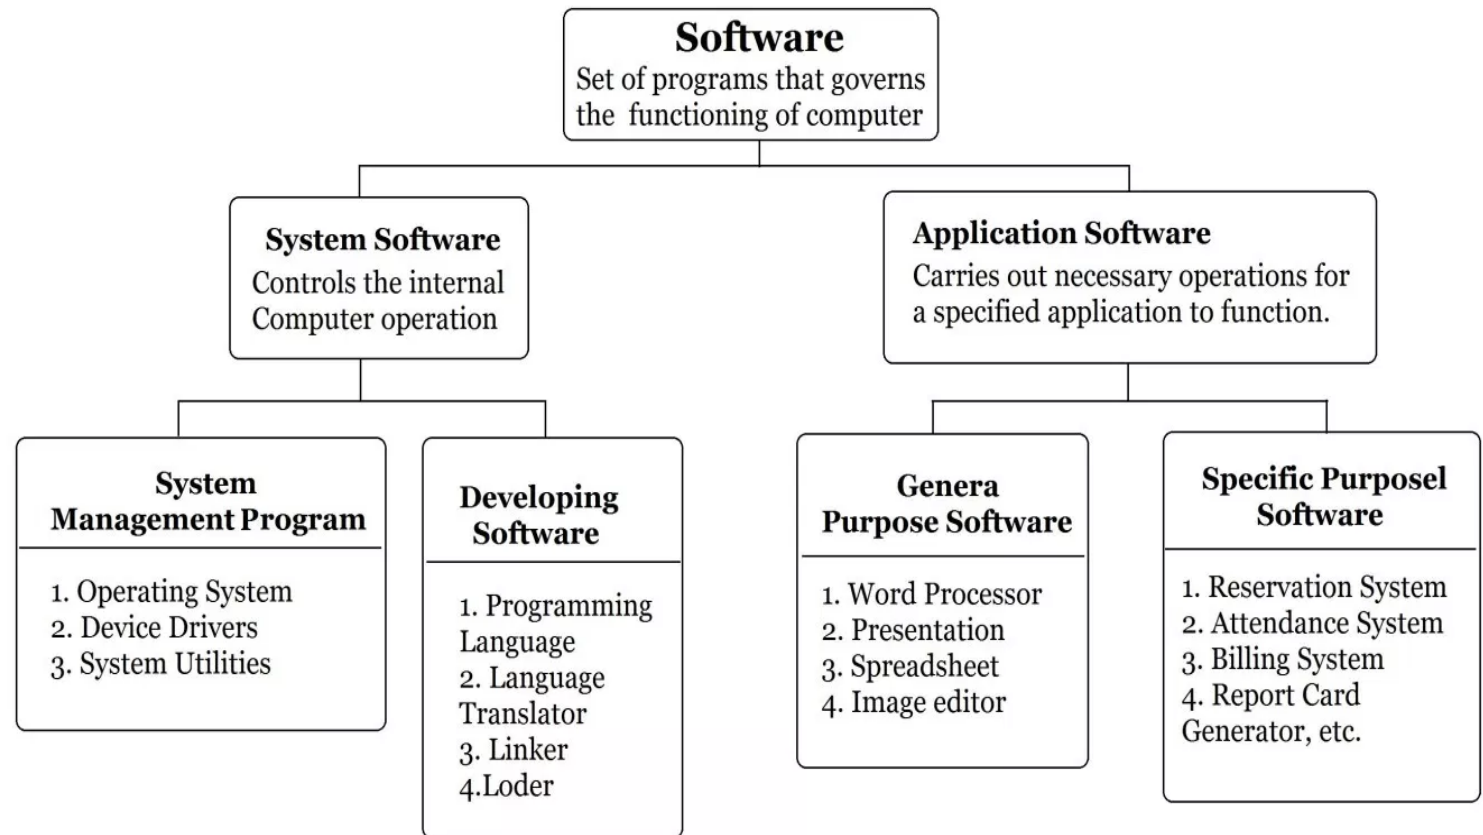 Software
Set of programs that governs
the functioning of computer
System Software
Controls the internal
Computer operation
Application Software
Carries out necessary operations for
a specified application to function.
System
Management Program
1. Operating System
2. Device Drivers
3. System Utilities
Developing
Software
1. Programming
Language
2. Language
Translator
3. Linker
4.Loder
Genera
Purpose Software
1. Word Processor
2. Presentation
3. Spreadsheet
4. Image editor
Specific Purposel
Software
1. Reservation System
2. Attendance System
3. Billing System
4. Report Card
Generator, etc.